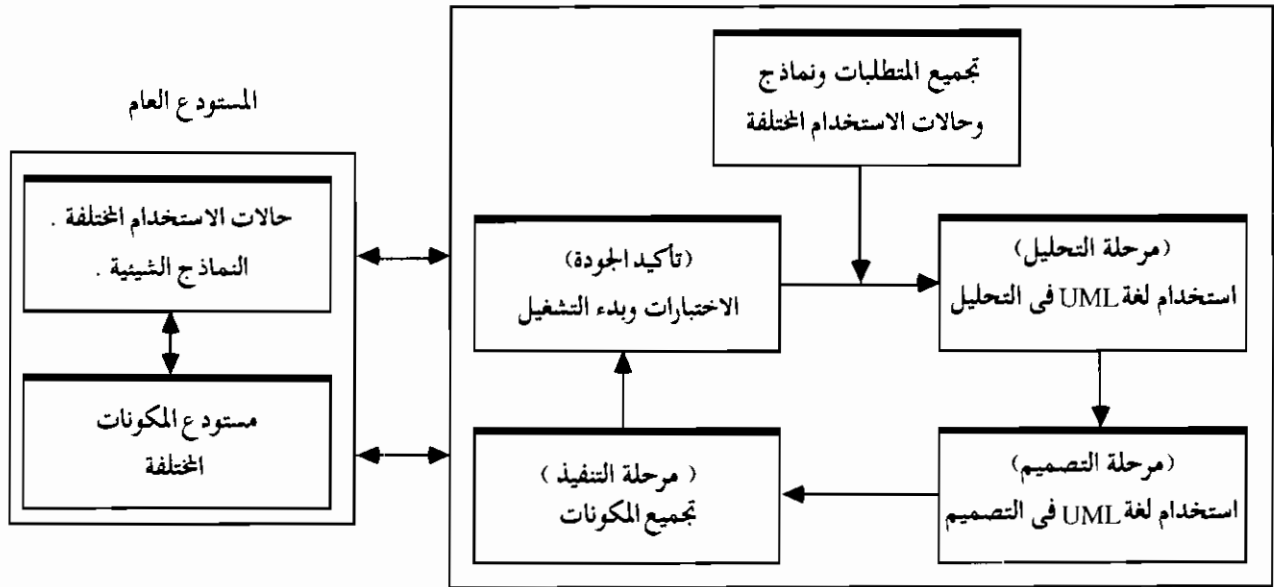 تجميع المتطلبات ونماذج
وحالات الاستخدام المختلفة
المستودع العام
حالات الاستخدام المختلفة .
النماذج الشيئية .
مستودع المكونات
المختلفة
(تأكيد الجودة)
الاختبارات وبدء التشغيل
(مرحلة التحليل)
استخدام لغة UML فى التحليل
(مرحلة التصميم)
استخدام لغة UML فى التصميم
( مرحلة التنفيذ )
تجميع المكونات